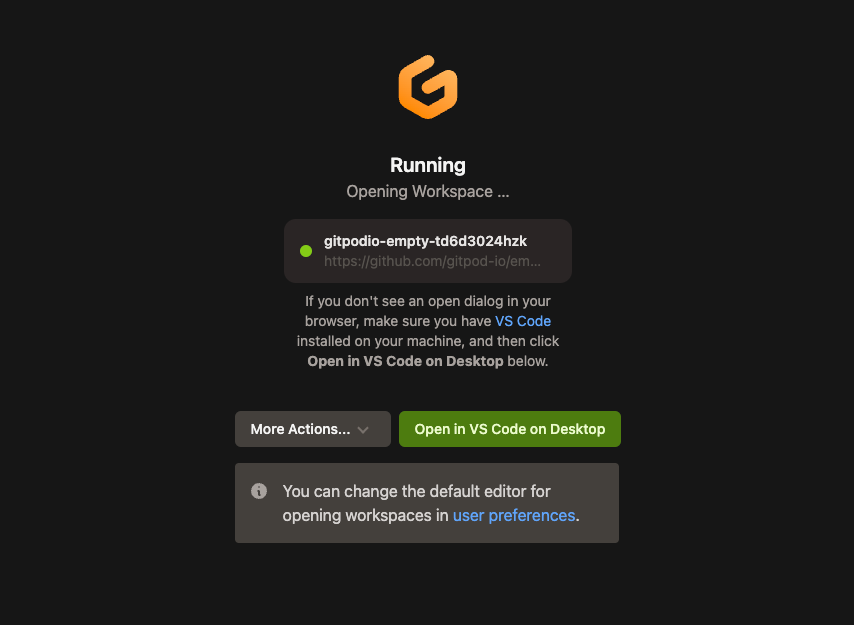 Running
Opening Workspace ...
gitpodio-empty-td6d3024hzk
https://github.com/gitpod-io/em...
If you don't see an open dialog in your
browser, make sure you have VS Code
installed on your machine, and then click
Open in VS Code on Desktop below.
More Actions...
Open in VS Code on Desktop
You can change the default editor for
opening workspaces in user preferences.